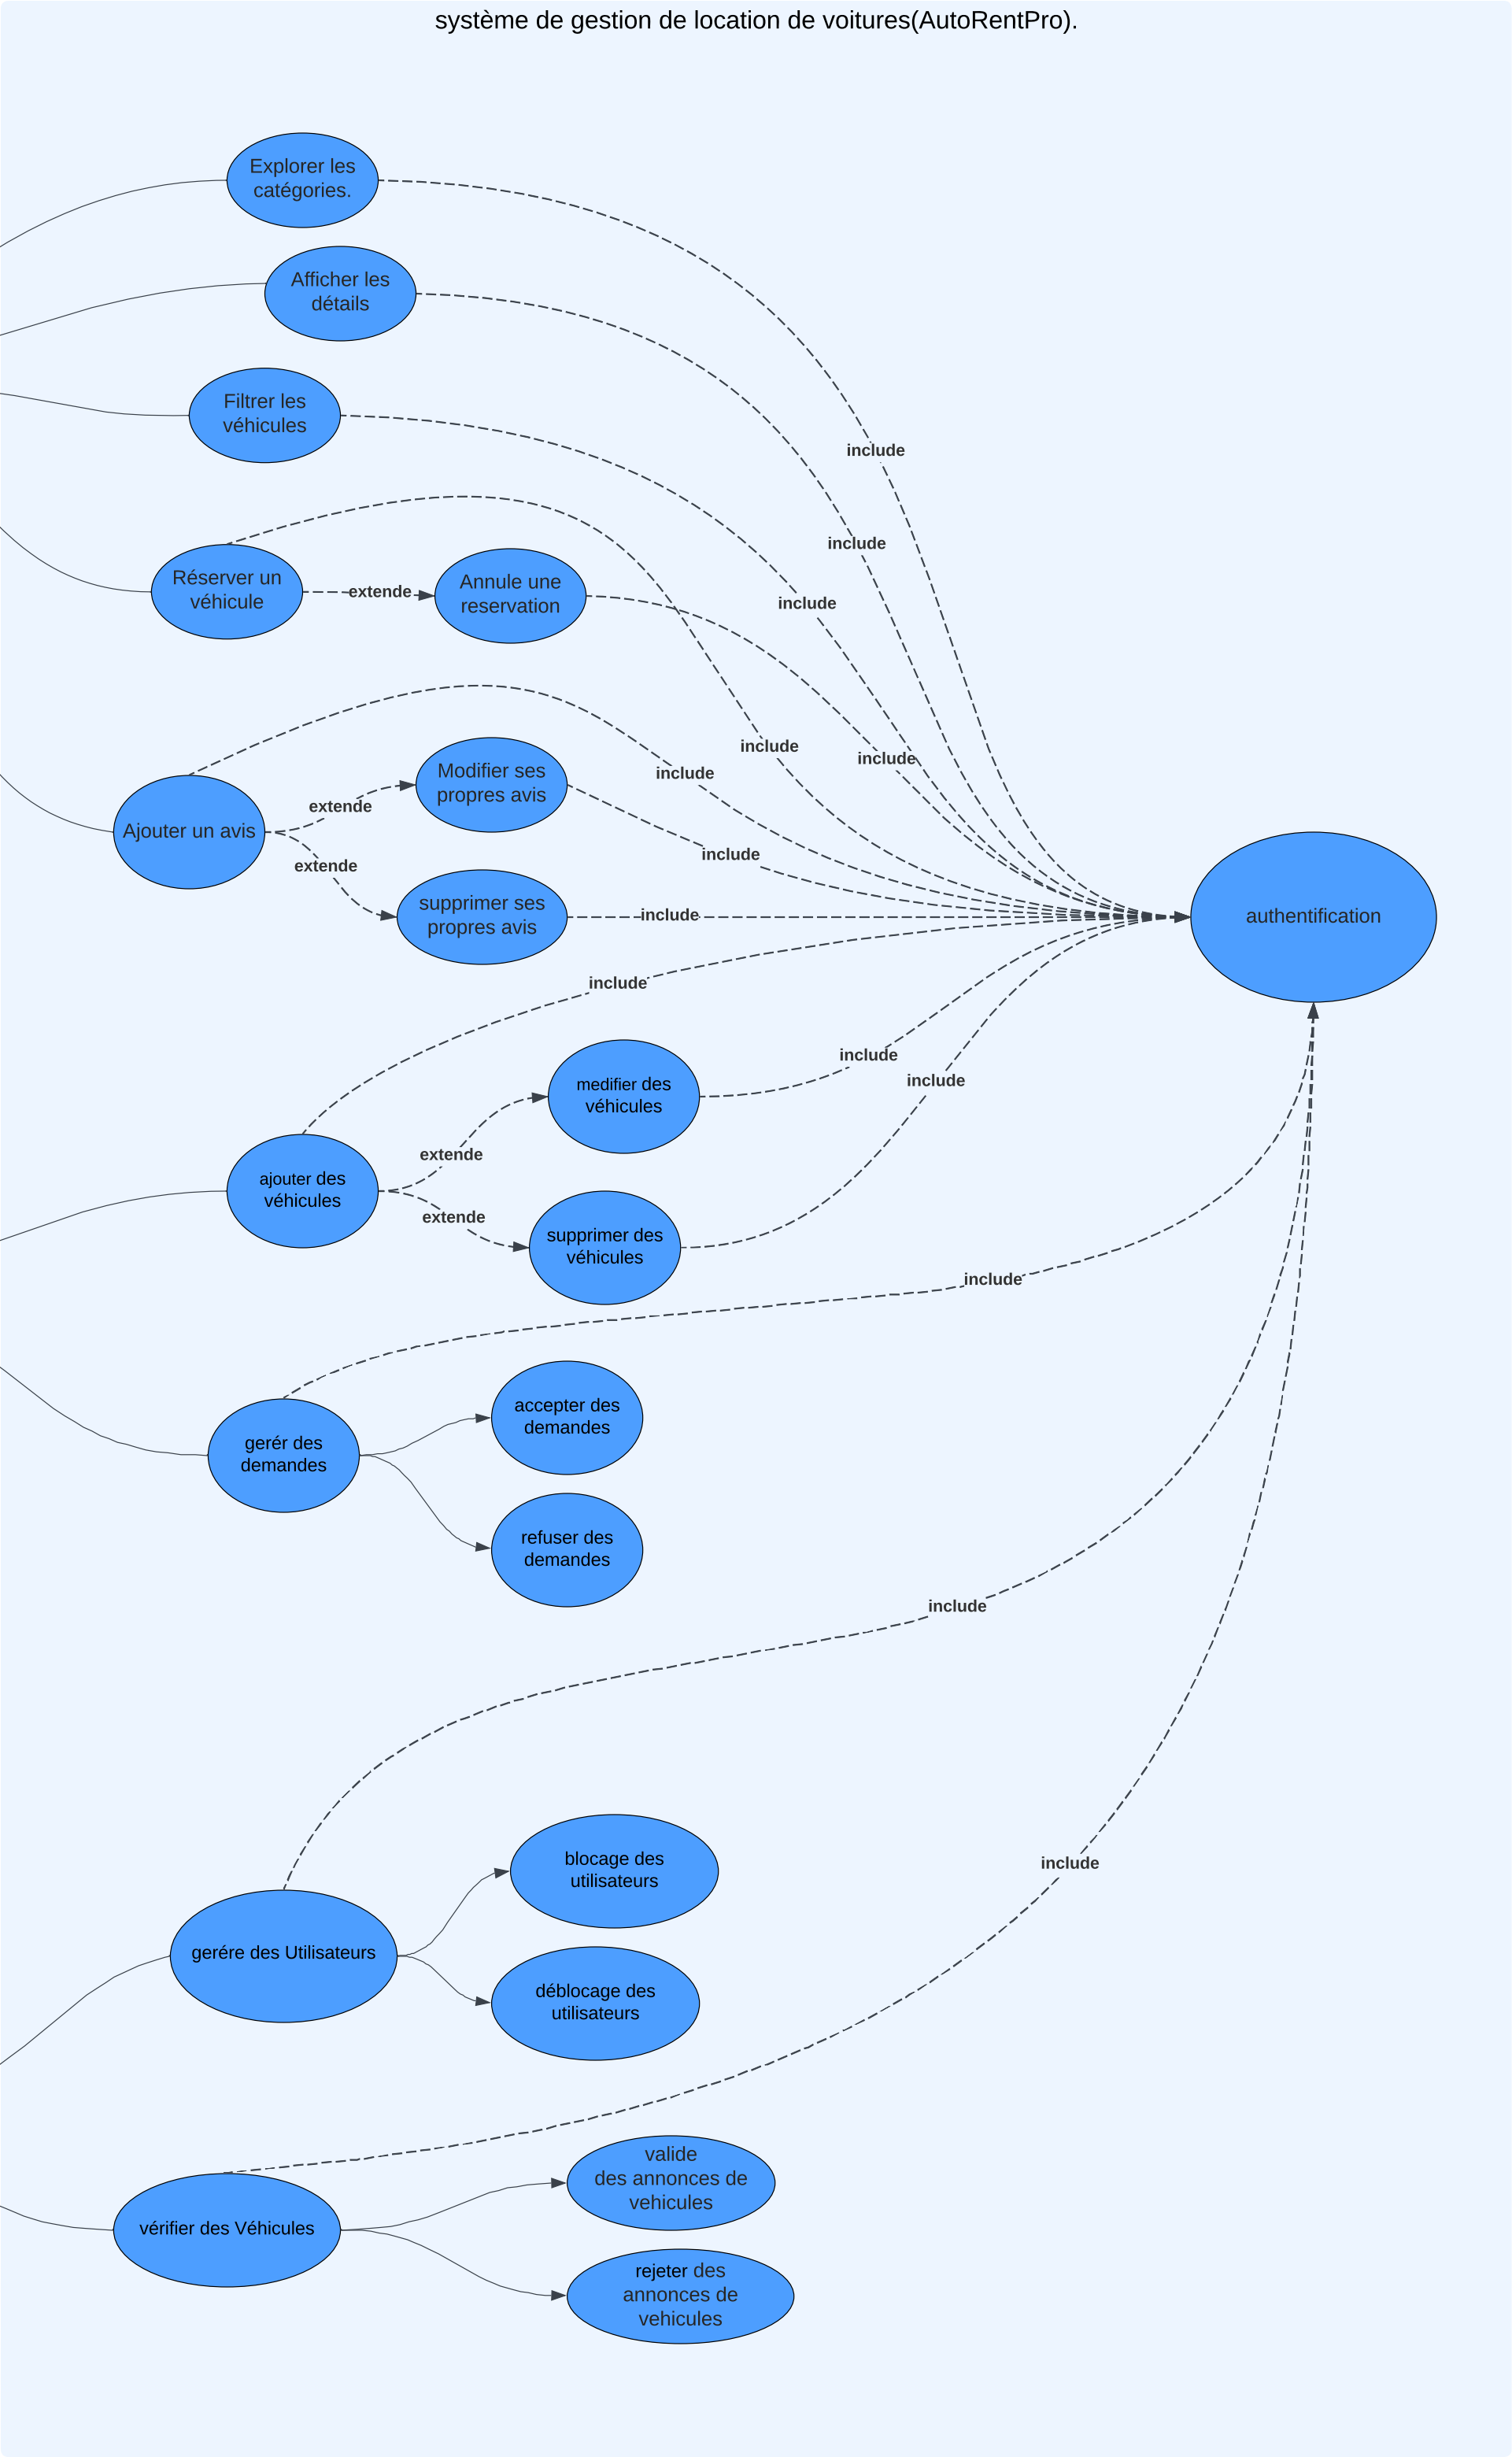 système de gestion de location de voitures(AutoRentPro).
Explorer les
catégories.
Afficher les
détails
Filtrer les
véhicules
include
include
include
Réserver un
véhicule
extende
Annule une
reservation
include
include
include
Modifier ses
propres avis
extende
Ajouter un avis
extende
include
supprimer ses
propres avis
include
authentification
include
medifier des
véhicules
include
include
extende
ajouter des
véhicules
extende
supprimer des
véhicules
include
accepter des
demandes
gerér des
demandes
refuser des
demandes
include
blocage des
utilisateurs
include
gerére des Utilisateurs
déblocage des
utilisateurs
valide
des annonces de
vehicules
vérifier des Véhicules
rejeter des
annonces de
vehicules